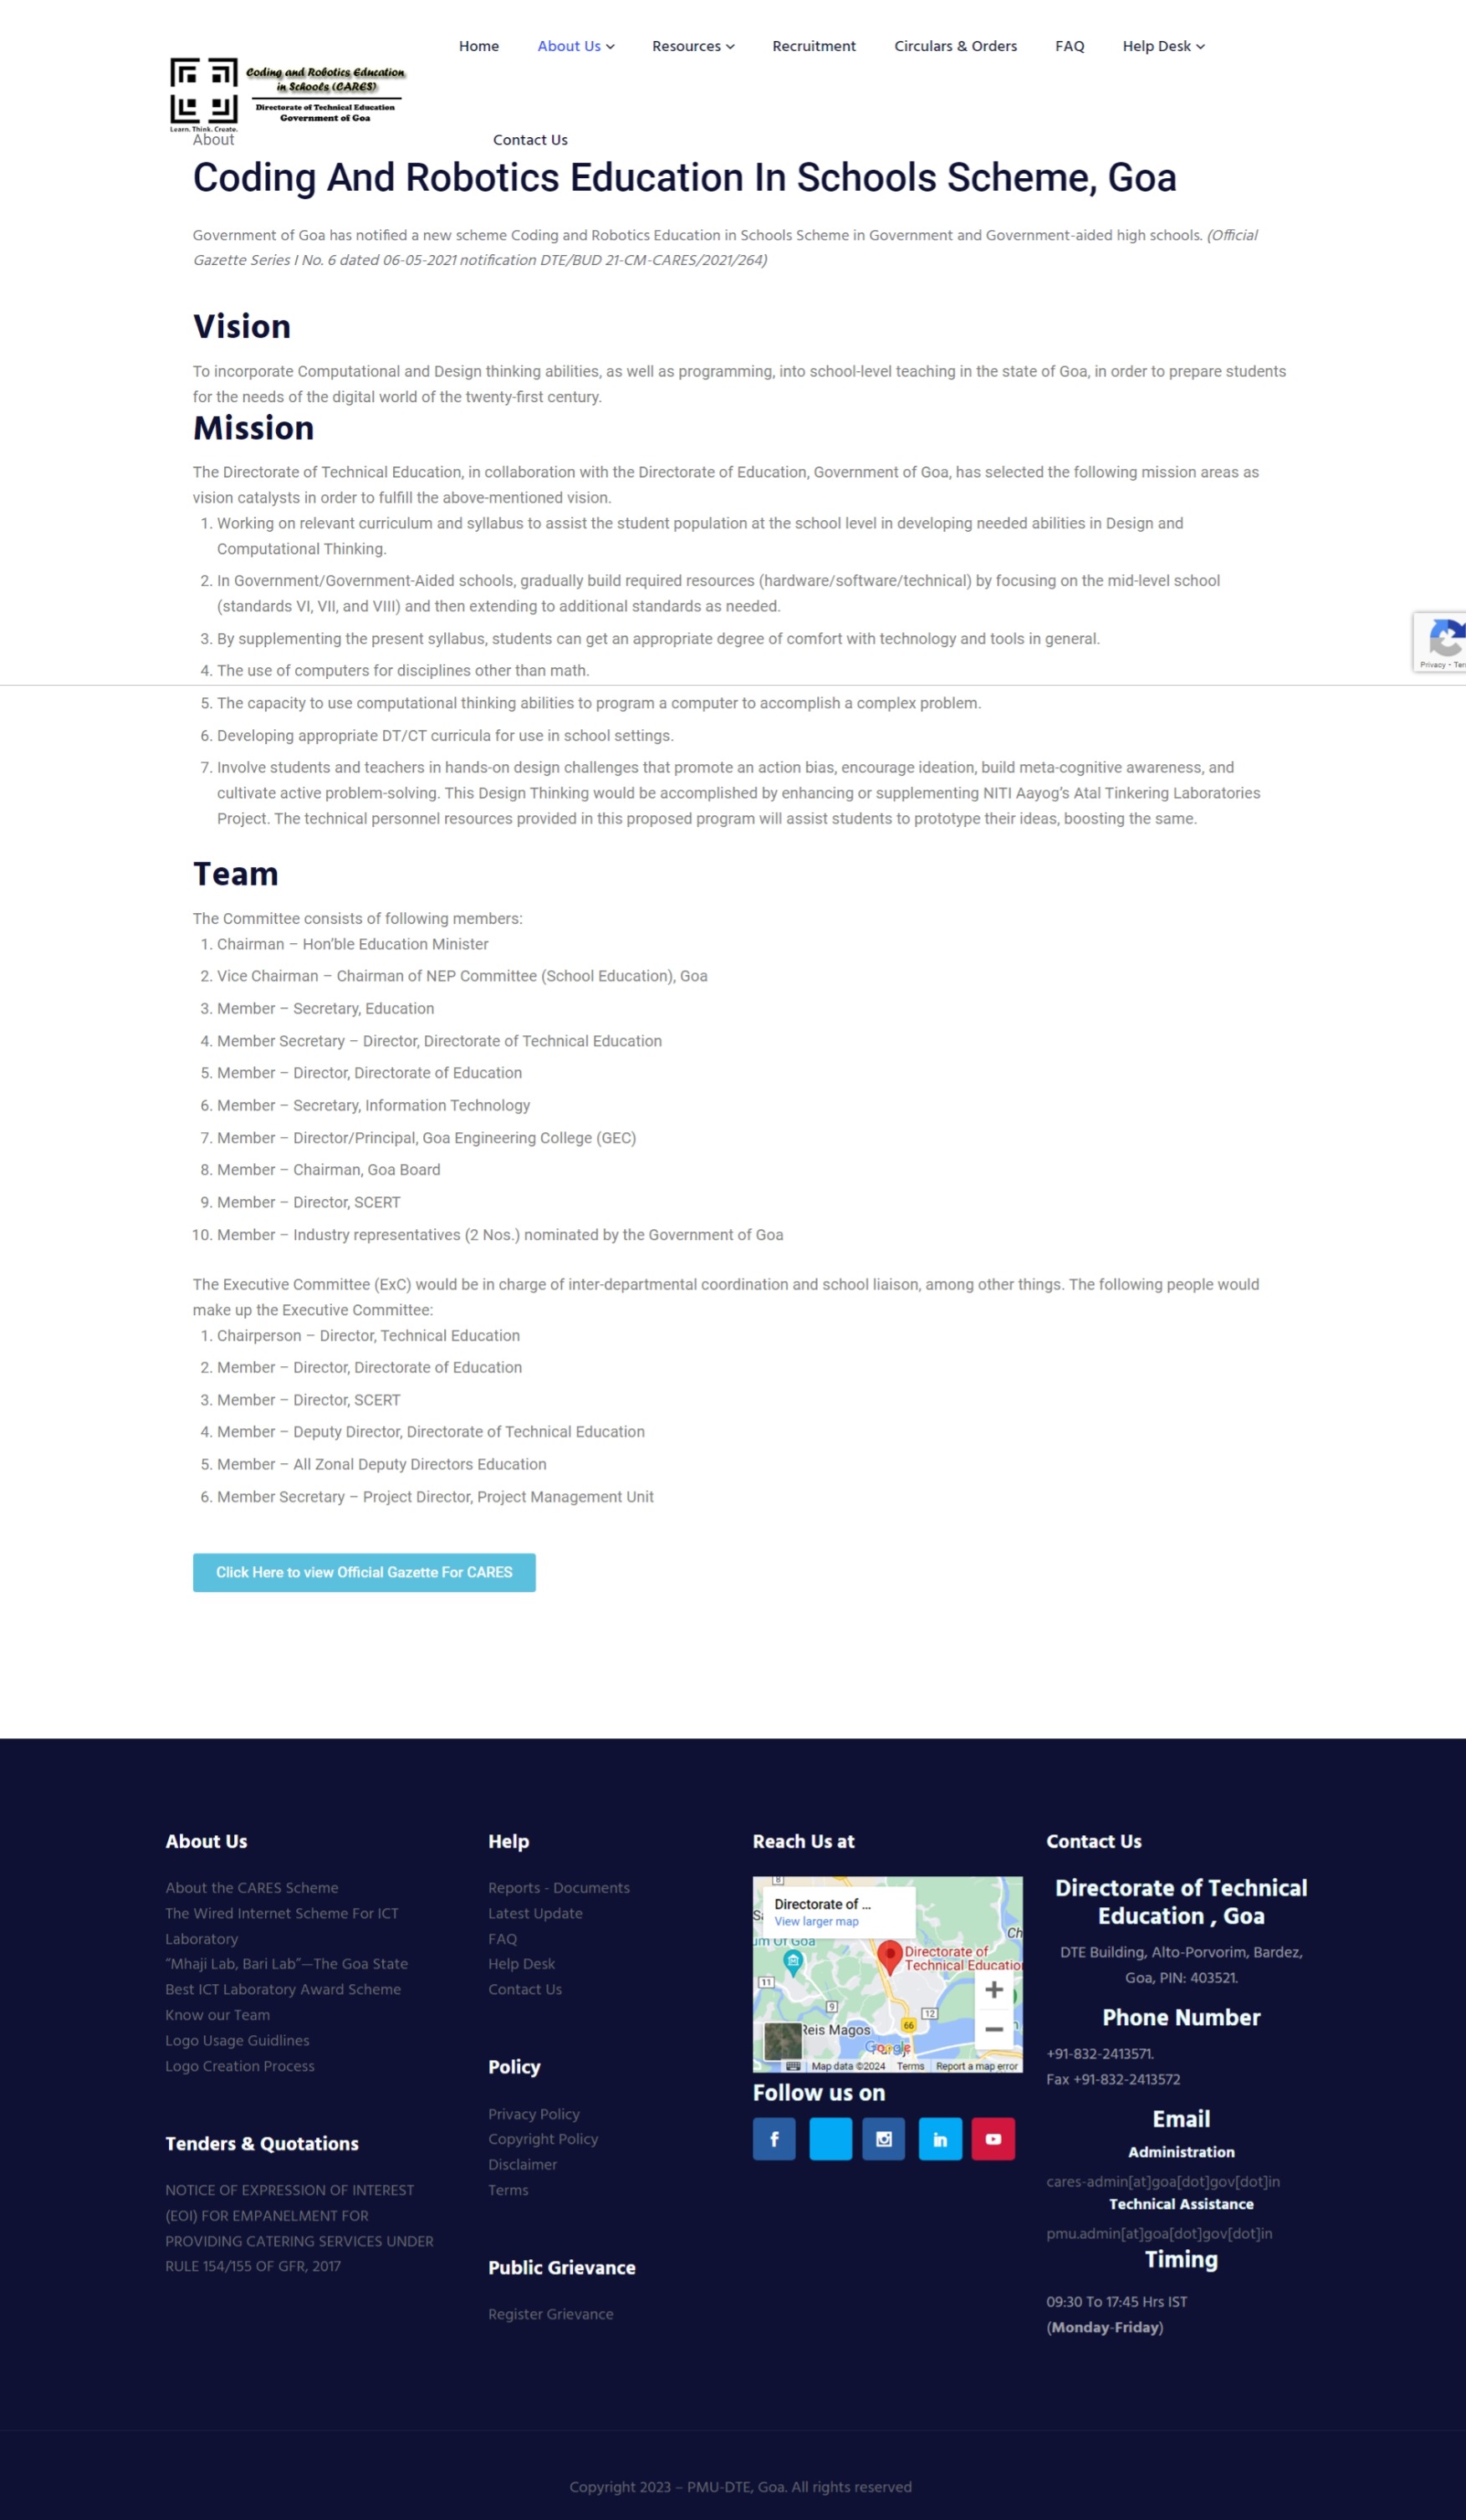 Home
About Us
Resources
Recruitment
Circulars & Orders
FAQ
Help Desk
Coding and Robotics Education
in Schools (CARES)
Directorate of Technical Education
Government of Goa
Learn. Think. Create.
About
Contact Us
Coding And Robotics Education In Schools Scheme, Goa
Government of Goa has notified a new scheme Coding and Robotics Education in Schools Scheme in Government and Government-aided high schools. (Official
Gazette Series I No. 6 dated 06-05-2021 notification DTE/BUD 21-CM-CARES/2021/264)
Vision
To incorporate Computational and Design thinking abilities, as well as programming, into school-level teaching in the state of Goa, in order to prepare students
for the needs of the digital world of the twenty-first century.
Mission
The Directorate of Technical Education, in collaboration with the Directorate of Education, Government of Goa, has selected the following mission areas as
vision catalysts in order to fulfill the above-mentioned vision.
1. Working on relevant curriculum and syllabus to assist the student population at the school level in developing needed abilities in Design and
Computational Thinking.
2. In Government/Government-Aided schools, gradually build required resources (hardware/software/technical) by focusing on the mid-level school
(standards VI, VII, and VIII) and then extending to additional standards as needed.
3. By supplementing the present syllabus, students can get an appropriate degree of comfort with technology and tools in general.
Privacy - Ter
4. The use of computers for disciplines other than math.
5. The capacity to use computational thinking abilities to program a computer to accomplish a complex problem.
6. Developing appropriate DT/CT curricula for use in school settings.
7. Involve students and teachers in hands-on design challenges that promote an action bias, encourage ideation, build meta-cognitive awareness, and
cultivate active problem-solving. This Design Thinking would be accomplished by enhancing or supplementing NITI Aayog's Atal Tinkering Laboratories
Project. The technical personnel resources provided in this proposed program will assist students to prototype their ideas, boosting the same.
Team
The Committee consists of following members:
1. Chairman – Hon'ble Education Minister
2. Vice Chairman – Chairman of NEP Committee (School Education), Goa
3. Member – Secretary, Education
4. Member Secretary – Director, Directorate of Technical Education
5. Member – Director, Directorate of Education
6. Member – Secretary, Information Technology
7. Member – Director/Principal, Goa Engineering College (GEC)
8. Member – Chairman, Goa Board
9. Member – Director, SCERT
10. Member – Industry representatives (2 Nos.) nominated by the Government of Goa
The Executive Committee (ExC) would be in charge of inter-departmental coordination and school liaison, among other things. The following people would
make up the Executive Committee:
1. Chairperson – Director, Technical Education
2. Member – Director, Directorate of Education
3. Member – Director, SCERT
4. Member – Deputy Director, Directorate of Technical Education
5. Member – All Zonal Deputy Directors Education
6. Member Secretary – Project Director, Project Management Unit
Click Here to view Official Gazette For CARES
About Us
About the CARES Scheme
The Wired Internet Scheme For ICT
Laboratory
"Mhaji Lab, Bari Lab"—The Goa State
Best ICT Laboratory Award Scheme
Know our Team
Logo Usage Guidlines
Logo Creation Process
Tenders & Quotations
NOTICE OF EXPRESSION OF INTEREST
(EOI) FOR EMPANELMENT FOR
PROVIDING CATERING SERVICES UNDER
RULE 154/155 OF GFR, 2017
Help
Reports - Documents
Latest Update
FAQ
Help Desk
Contact Us
Policy
Privacy Policy
Copyright Policy
Disclaimer
Terms
Public Grievance
Register Grievance
Reach Us at
8
Directorate of ...
View larger map
um Of Goa
Ch
Directorate of
Technical Educatio
11
9
12
66
Reis Magos
Google
Map data ©2024
Terms
Report a map error
Follow us on
Contact Us
Directorate of Technical
Education , Goa
DTE Building, Alto-Porvorim, Bardez,
Goa, PIN: 403521.
Phone Number
+91-832-2413571.
Fax +91-832-2413572
Email
Administration
cares-admin[at]goa[dot]gov[dot]in
Technical Assistance
pmu.admin[at]goa[dot]gov[dot]in
Timing
09:30 To 17:45 Hrs IST
(Monday-Friday)
Copyright 2023 – PMU-DTE, Goa. All rights reserved